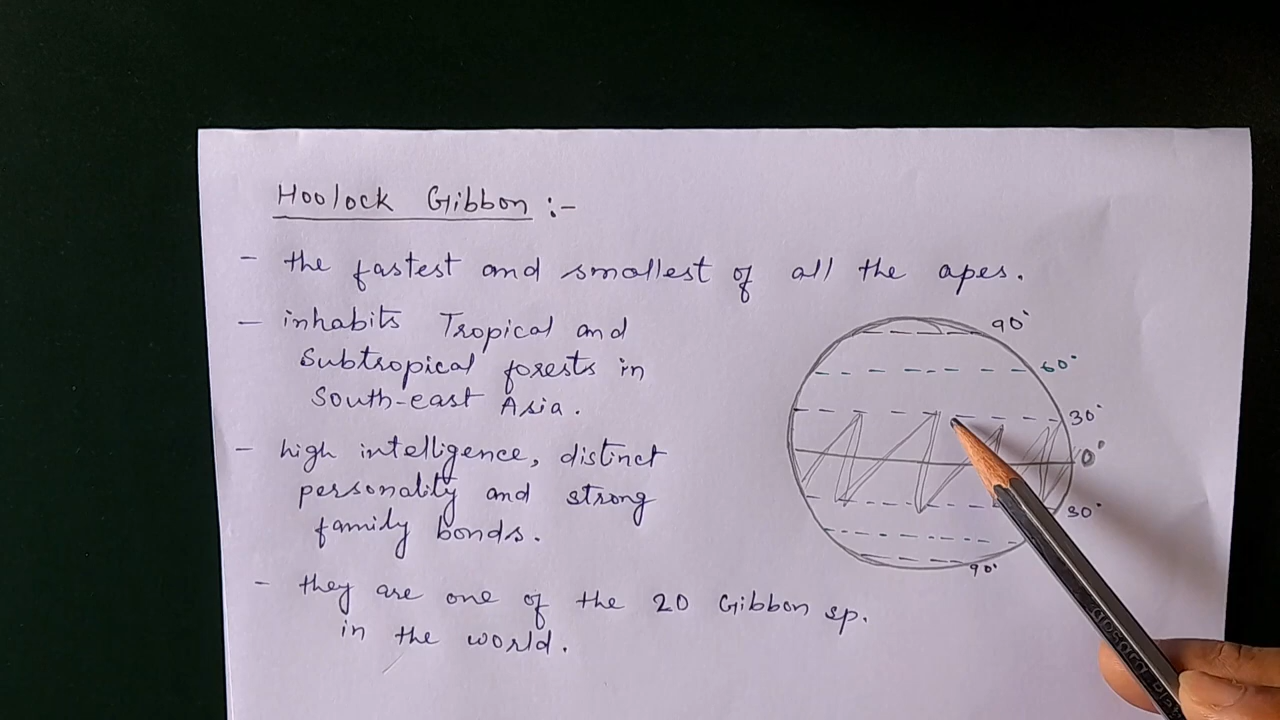 Hoolock Gibbon :-
- the fastest and smallest of all the apes.
- inhabits Tropical and
Subtropical forests in
South-east Asia.
- high intelligence, distinct
personality and strong
family bonds.
- they are one of the 20 Gibbon sp.
in the world.
90°
60°
30°
0°
30°
90°